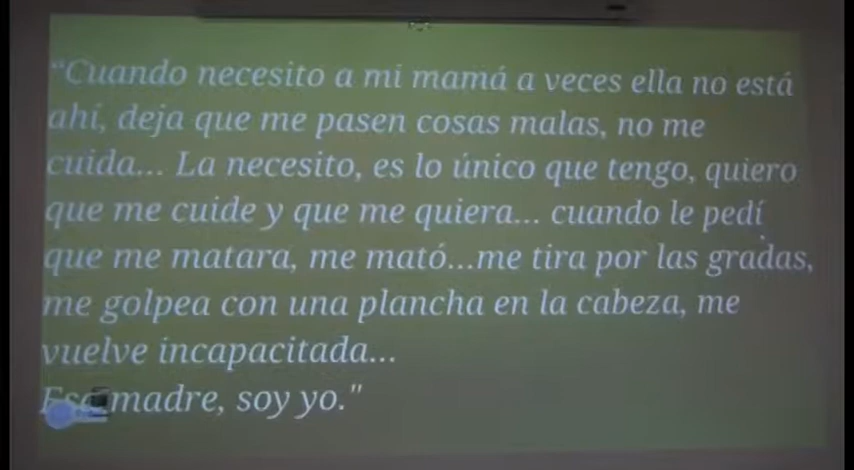 “Cuando necesito a mi mamá a veces ella no está
ahí, deja que me pasen cosas malas, no me
cuida... La necesito, es lo único que tengo, quiero
que me cuide y que me quiera... cuando le pedí
que me matara, me mató...me tira por las gradas,
me golpea con una plancha en la cabeza, me
vuelve incapacitada...
madre, soy yo."